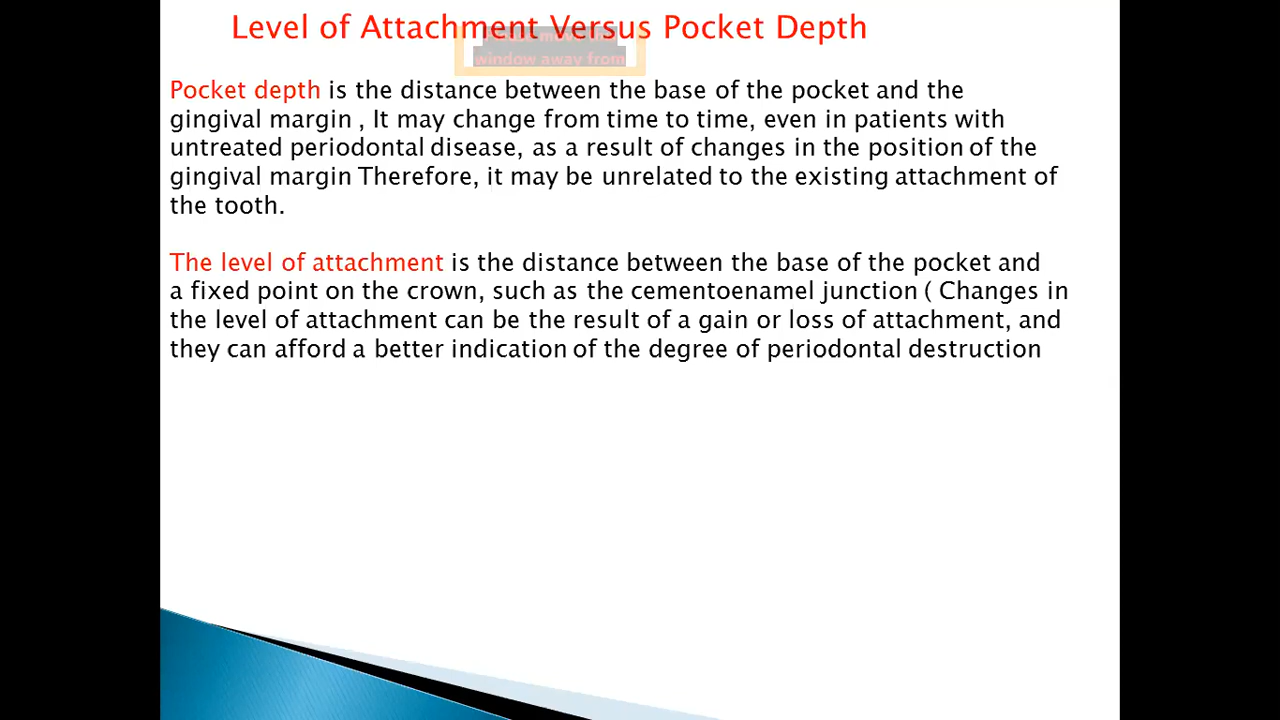 Level of Attachment Versus Pocket Depth
window away from
Pocket depth is the distance between the base of the pocket and the
gingival margin , It may change from time to time, even in patients with
untreated periodontal disease, as a result of changes in the position of the
gingival margin Therefore, it may be unrelated to the existing attachment of
the tooth.
The level of attachment is the distance between the base of the pocket and
a fixed point on the crown, such as the cementoenamel junction ( Changes in
the level of attachment can be the result of a gain or loss of attachment, and
they can afford a better indication of the degree of periodontal destruction